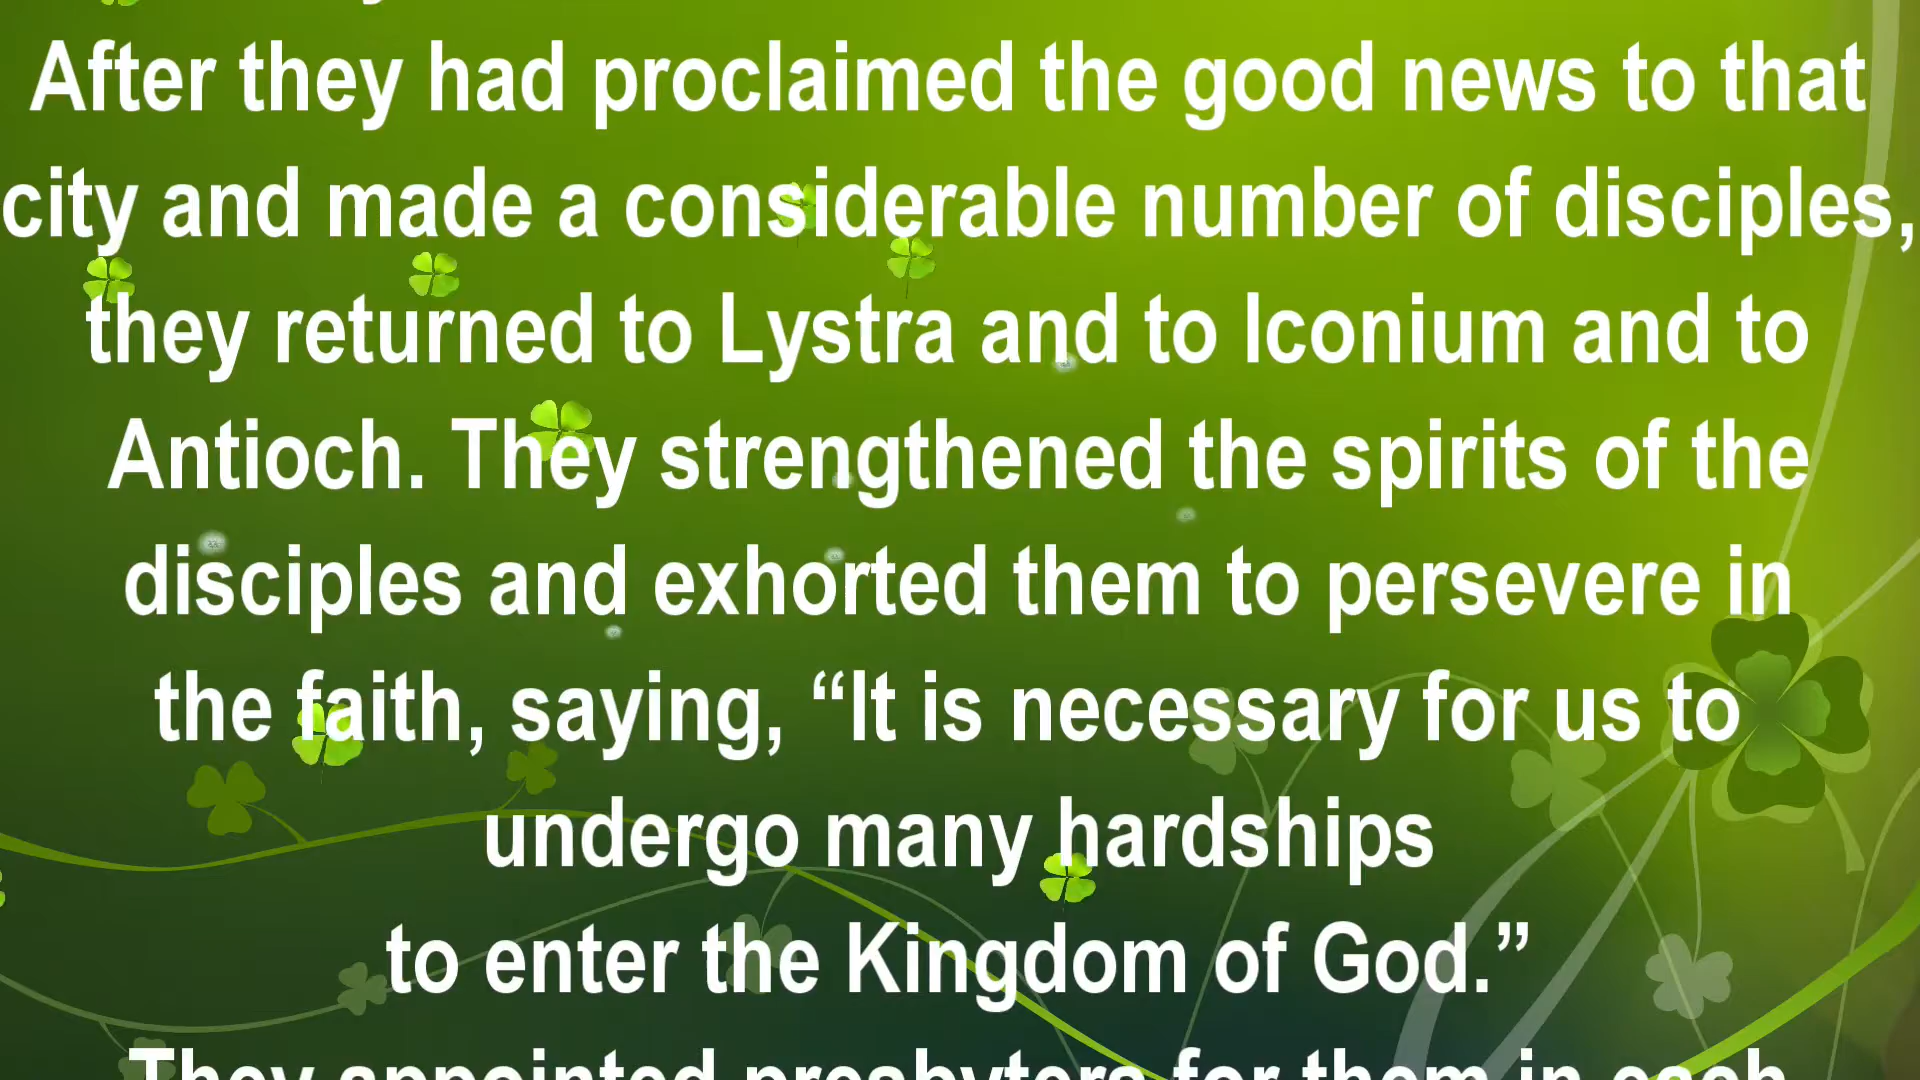 After they had proclaimed the good news to that
city and made a considerable number of disciples,
they returned to Lystra and to Iconium and to
Antioch. They strengthened the spirits of the
disciples and exhorted them to persevere in
the faith, saying, “It is necessary for us to
undergo many hardships
to enter the Kingdom of God.”
They appointed presbyters for them in each